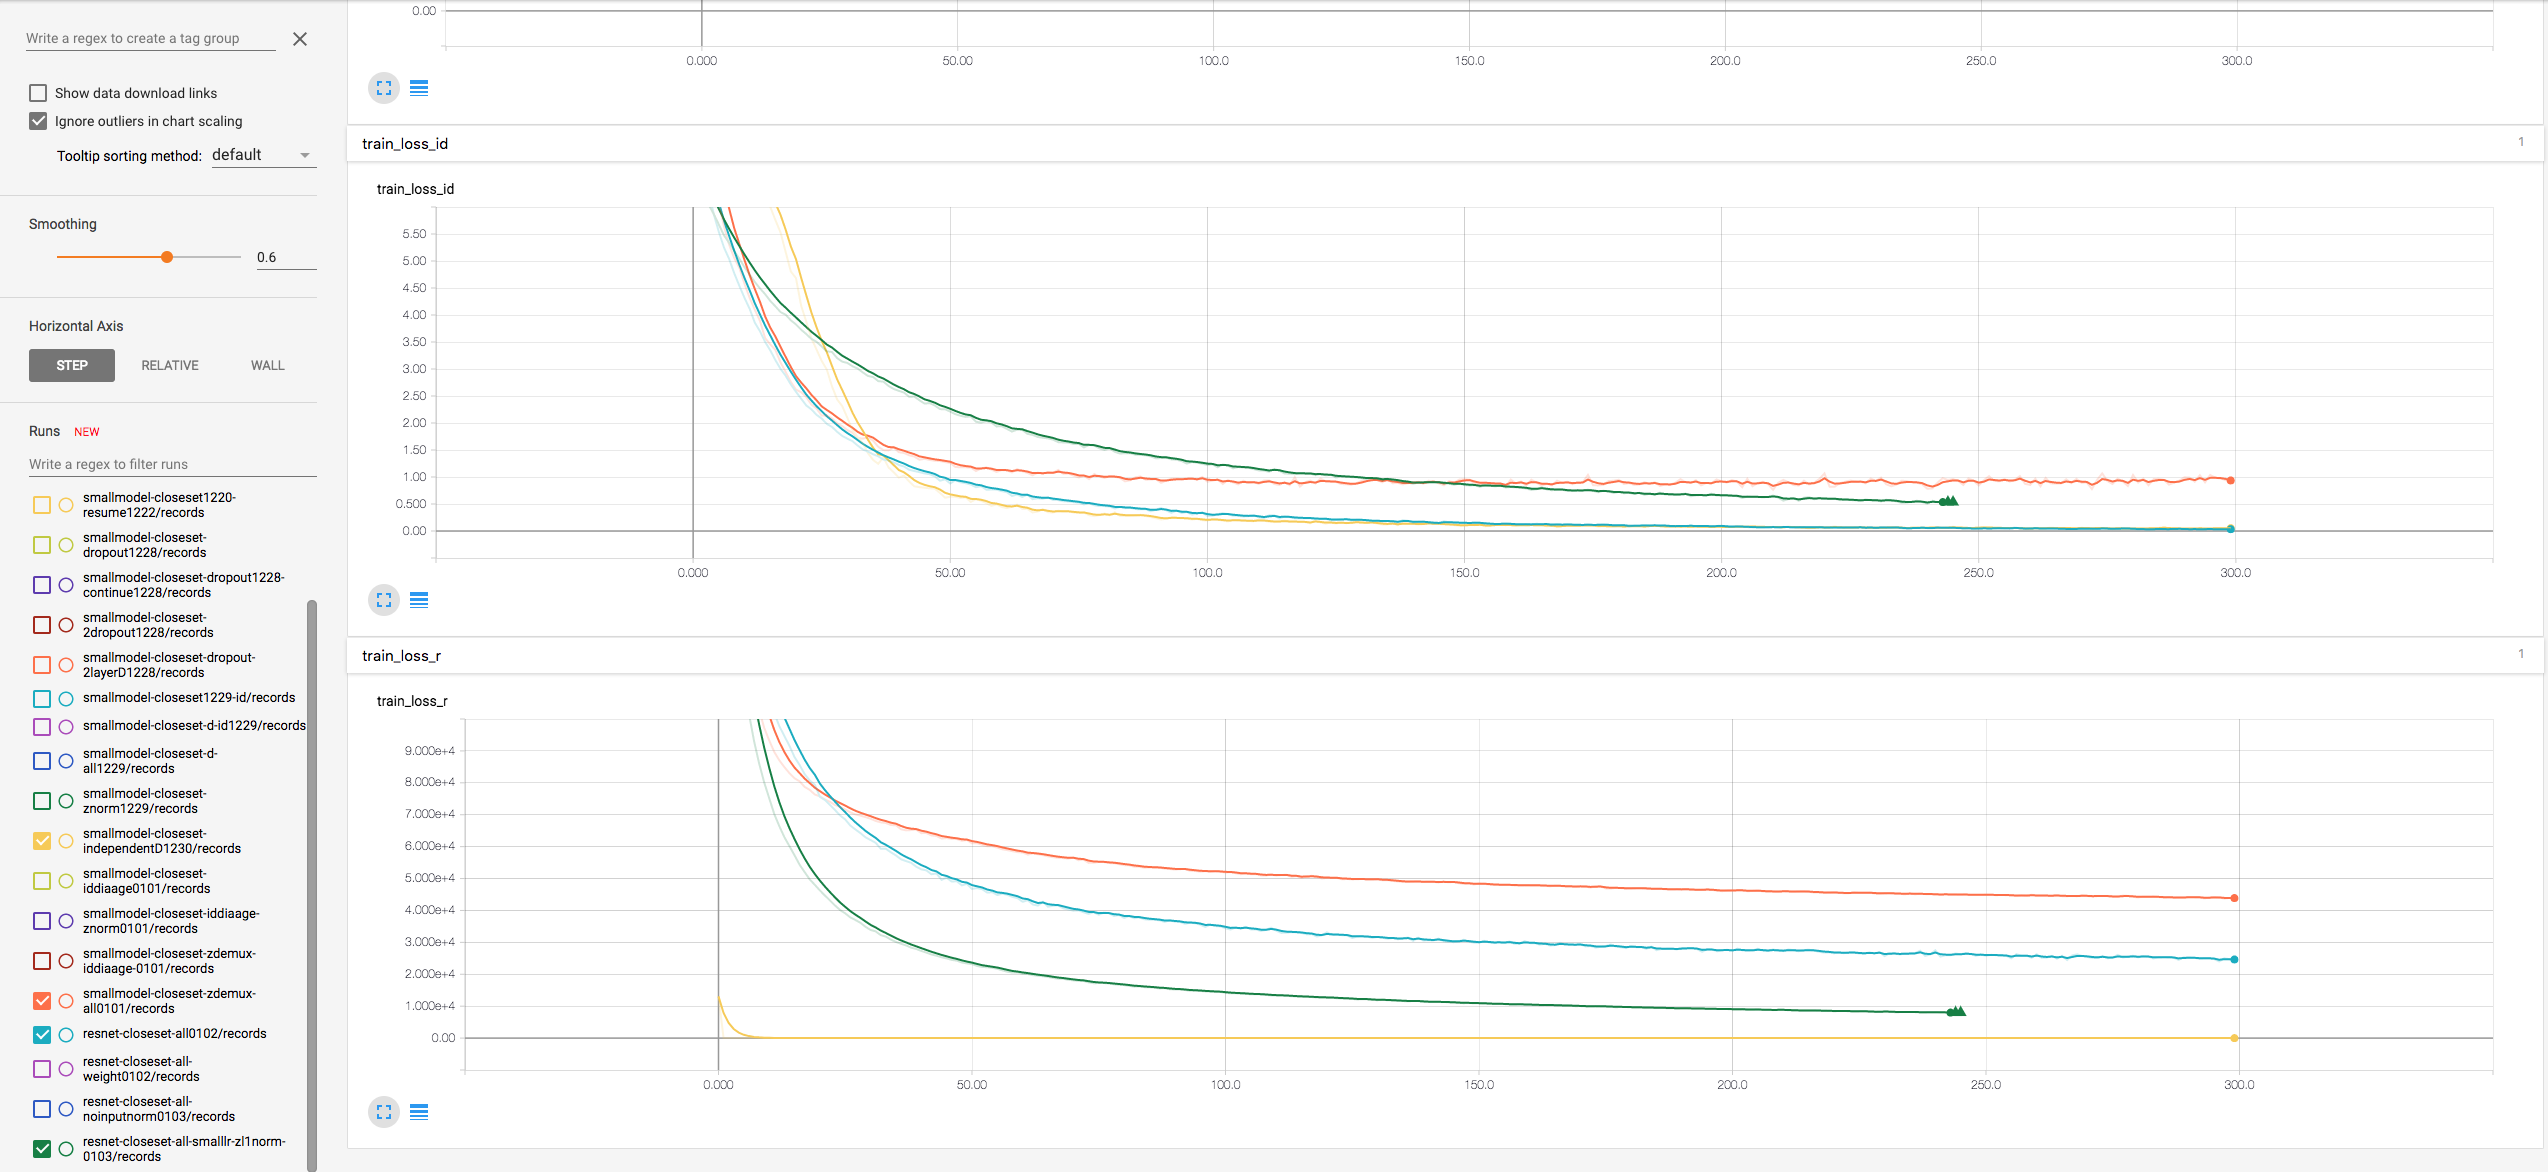 Write a regex to create a tag group
Show data download links
Ignore outliers in chart scaling
Tooltip sorting method: default
Smoothing
0.6
Horizontal Axis
STEP RELATIVE WALL
Runs NEW
Write a regex to filter runs
smallmodel-closeset1220-
resume1222/records
smallmodel-closeset-
dropout1228/records
smallmodel-closeset-dropout1228-
continue1228/records
smallmodel-closeset-
2dropout1228/records
smallmodel-closeset-dropout-
2layerD1228/records
smallmodel-closeset1229-id/records
smallmodel-closeset-d-id1229/records
smallmodel-closeset-d-
all1229/records
smallmodel-closeset-
znorm1229/records
smallmodel-closeset-
independentD1230/records
smallmodel-closeset-
iddiaage0101/records
smallmodel-closeset-iddiaage-
znorm0101/records
smallmodel-closeset-zdemux-
iddiaage-0101/records
smallmodel-closeset-zdemux-
all0101/records
resnet-closeset-all0102/records
resnet-closeset-all-
weight0102/records
resnet-closeset-all-
noinputnorm0103/records
resnet-closeset-all-smalllr-zl1norm-
0103/records
0.00
0.000 50.00 100.0 150.0 200.0 250.0 300.0
train_loss_id 1
train_loss_id
5.50
5.00
4.50
4.00
3.50
3.00
2.50
2.00
1.50
1.00
0.500
0.00
0.000 50.00 100.0 150.0 200.0 250.0 300.0
train_loss_r 1
train_loss_r
9.000e+4
8.000e+4
7.000e+4
6.000e+4
5.000e+4
4.000e+4
3.000e+4
2.000e+4
1.000e+4
0.00
0.000 50.00 100.0 150.0 200.0 250.0 300.0